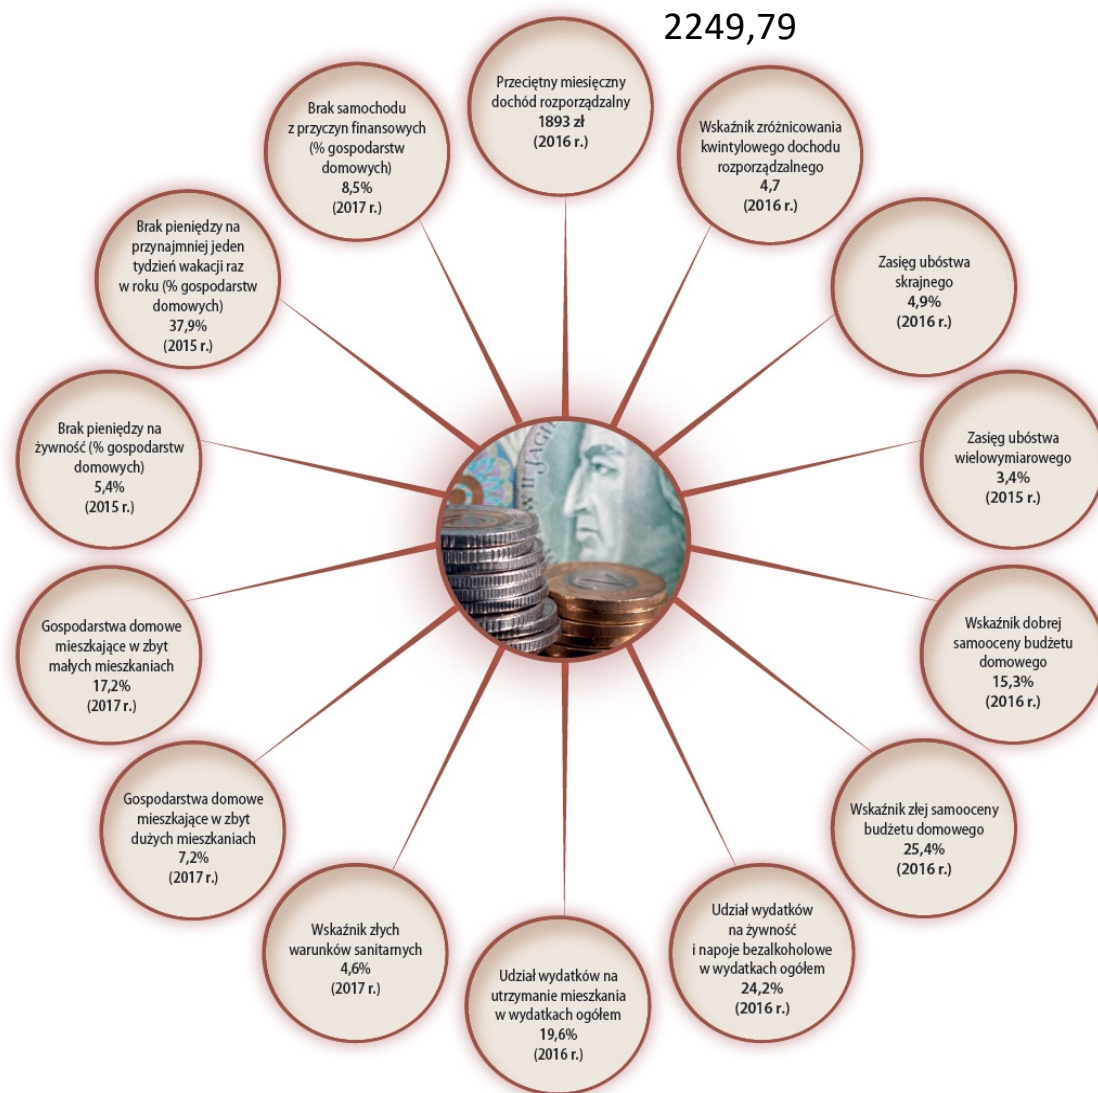 2249,79
Przeciętny miesięczny
dochód rozporządzalny
1893 zł
(2016 r.)
Wskaźnik zróżnicowania
kwintylowego dochodu
rozporządzalnego
4,7
(2016 r.)
Zasięg ubóstwa
skrajnego
4,9%
(2016 r.)
Zasięg ubóstwa
wielowymiarowego
3,4%
(2015 r.)
Wskaźnik dobrej
samooceny budżetu
domowego
15,3%
(2016 r.)
Wskaźnik złej samooceny
budżetu domowego
25,4%
(2016 r.)
Udział wydatków
na żywność
i napoje bezalkoholowe
w wydatkach ogółem
24,2%
(2016 r.)
Udział wydatków na
utrzymanie mieszkania
w wydatkach ogółem
19,6%
(2016 r.)
Wskaźnik złych
warunków sanitarnych
4,6%
(2017 r.)
Gospodarstwa domowe
mieszkające w zbyt
dużych mieszkaniach
7,2%
(2017 r.)
Gospodarstwa domowe
mieszkające w zbyt
małych mieszkaniach
17,2%
(2017 r.)
Brak pieniędzy na
żywność (% gospodarstw
domowych)
5,4%
(2015 r.)
Brak pieniędzy na
przynajmniej jeden
tydzień wakacji raz
w roku (% gospodarstw
domowych)
37,9%
(2015 r.)
Brak samochodu
z przyczyn finansowych
(% gospodarstw
domowych)
8,5%
(2017 r.)
W II JAGI